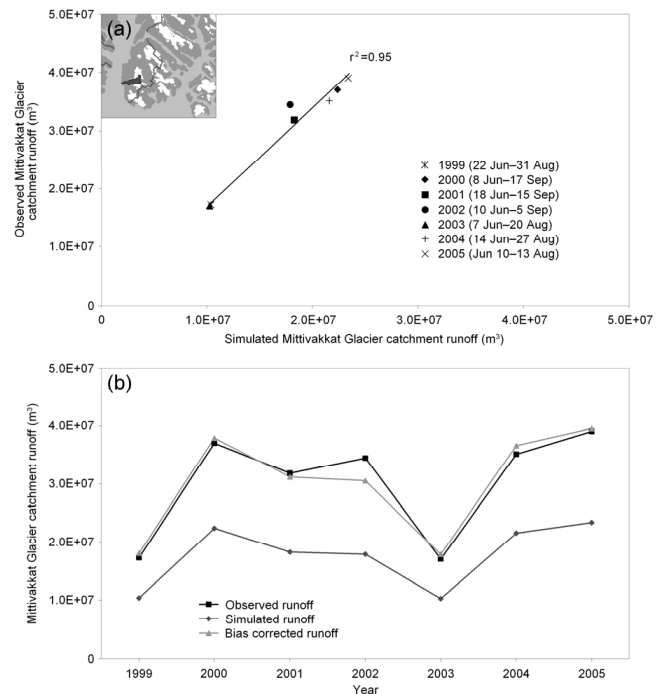 (a)
r²=0.95
Observed Mittivakkat Glacier
catchment runoff (m³)
5.0E+07
4.0E+07
3.0E+07
2.0E+07
1.0E+07
0
1999 (22 Jun–31 Aug)
2000 (8 Jun–17 Sep)
2001 (18 Jun–15 Sep)
2002 (10 Jun–5 Sep)
2003 (7 Jun–20 Aug)
2004 (14 Jun–27 Aug)
2005 (Jun 10–13 Aug)
0 1.0E+07 2.0E+07 3.0E+07 4.0E+07 5.0E+07
Simulated Mittivakkat Glacier catchment runoff (m³)
(b)
Mittivakkat Glacier catchment runoff (m³)
5.0E+07
4.0E+07
3.0E+07
2.0E+07
1.0E+07
0
Observed runoff
Simulated runoff
Bias corrected runoff
1999 2000 2001 2002 2003 2004 2005
Year